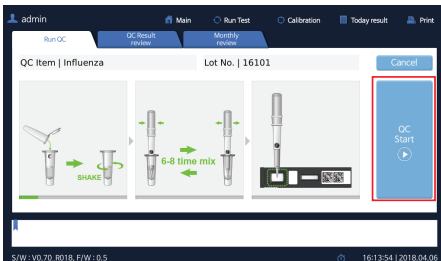 admin
Main
Run Test
Calibration
Today result
Print
Run QC
QC Result
review
Monthly
review
QC Item | Influenza
Lot No. | 16101
Cancel
SHAKE
6-8 time
mix
QC
Start
S/W : V0.70_R018, F/W : 0.5
16:13:54 | 2018.04.06